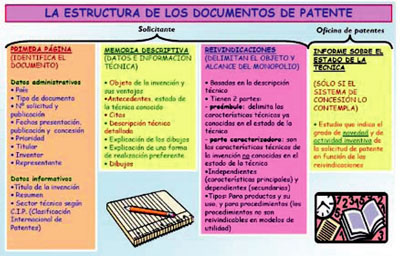 LA ESTRUCTURA DE LOS DOCUMENTOS DE PATENTE
Solicitante
Oficina de patentes
PRIMERA PÁGINA
(IDENTIFICA EL
DOCUMENTO)
Datos administrativos
• País
• Tipo de documento
• Nº solicitud y
publicación
• Fechas presentación,
publicación y concesión
• Prioridad
• Titular
• Inventor
• Representante
Datos informativos
• Título de la invención
• Resumen
• Sector técnico según
C.I.P. (Clasificación
Internacional de
Patentes)
MEMORIA DESCRIPTIVA
(DATOS E INFORMACIÓN
TÉCNICA)
• Objeto de la invención y
sus ventajas
•Antecedentes, estado de
la técnica conocido
• Citas
• Descripción técnica
detallada
• Explicación de los dibujos
• Explicación de una forma
de realización preferente
• Dibujos
REIVINDICACIONES
(DELIMITAN EL OBJETO Y
ALCANCE DEL MONOPOLIO)
• Basadas en la descripción
técnica
• Tienen 2 partes:
- preámbulo: delimita las
características técnicas ya
conocidas en el estado de la
técnica
- parte caracterizadora: son
las características técnicas de
la invención no conocidas en
el estado de la técnica
•Independientes
(características principales) y
dependientes (secundarias)
•Tipos: Para productos y su
uso, y para procedimientos (los
procedimientos no son
reivindicables en modelos de
utilidad)
INFORME SOBRE EL
ESTADO DE LA
TÉCNICA
(SÓLO SI EL
SISTEMA DE
CONCESIÓN LO
CONTEMPLA)
• Estudio que indica el
grado de novedad y de
actividad inventiva de
la solicitud de patente
en función de las
reivindicaciones